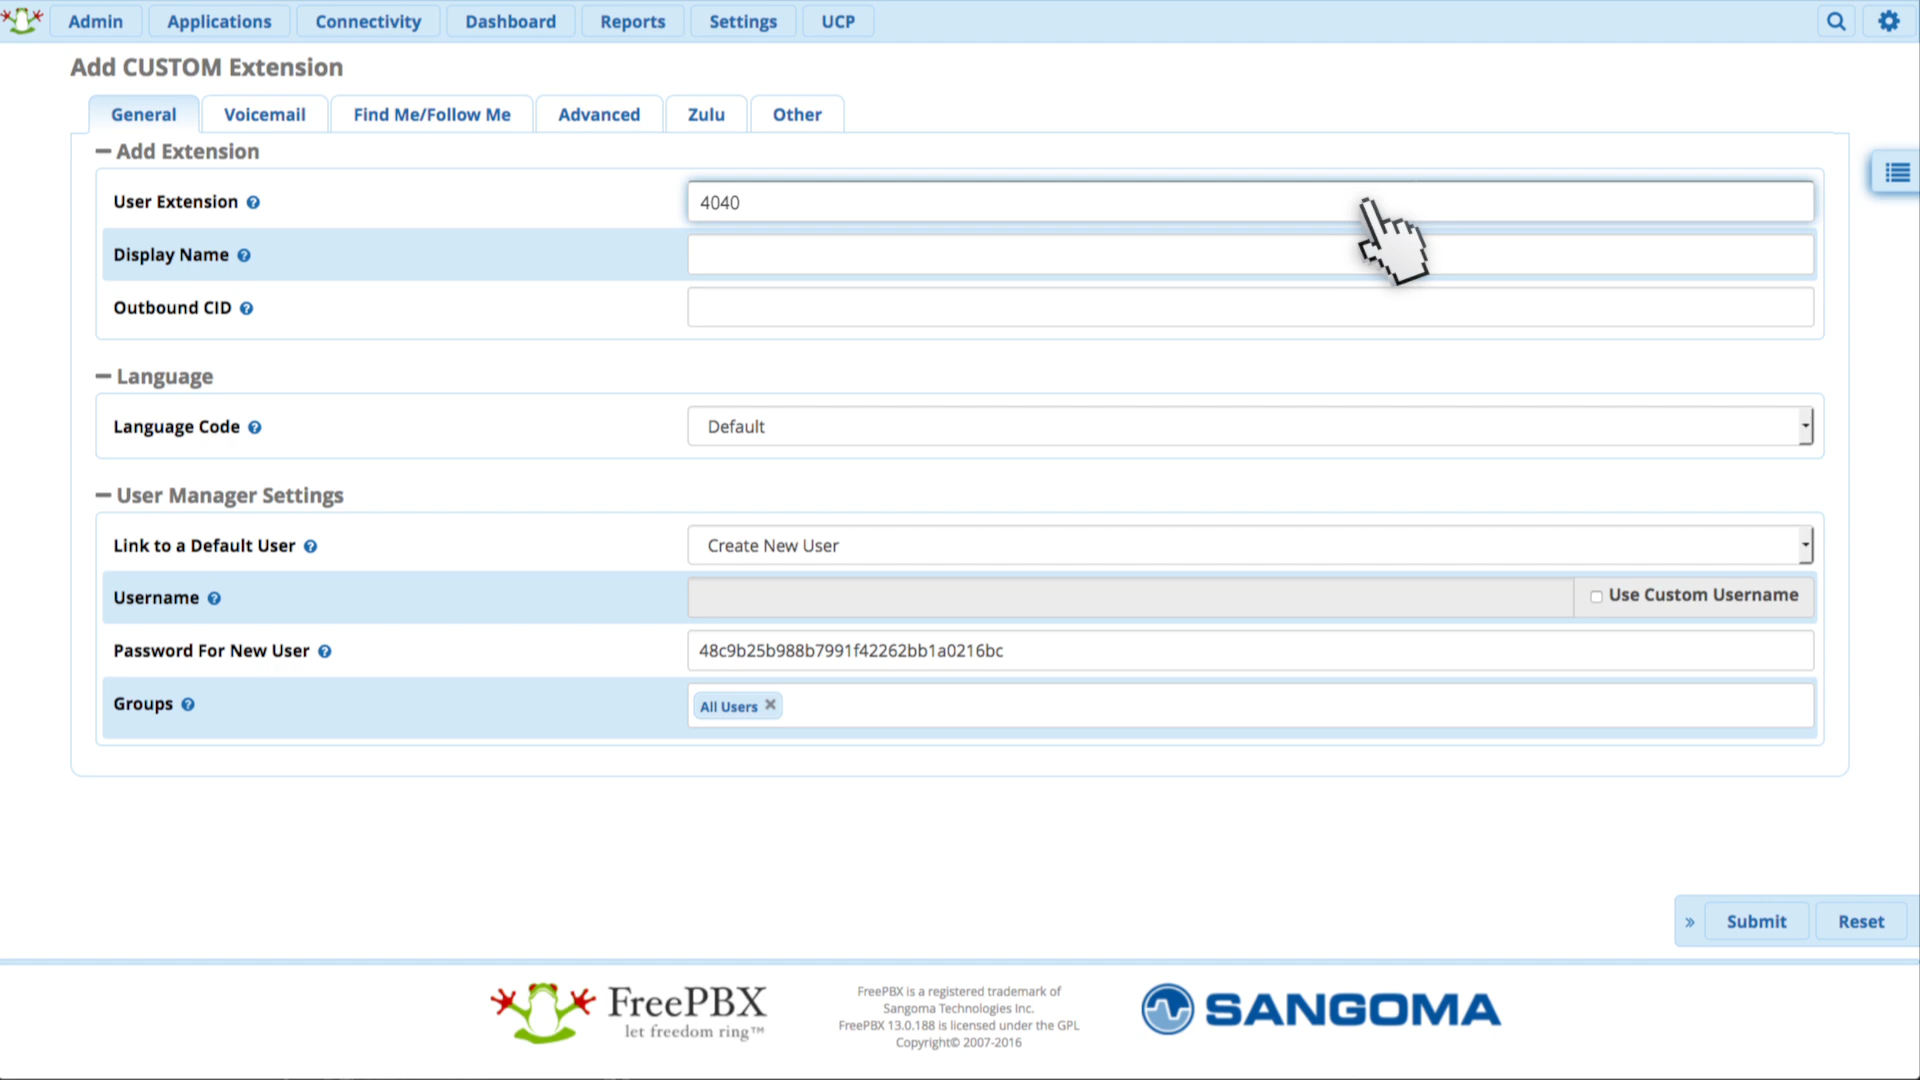 Admin Applications Connectivity Dashboard Reports Settings UCP
Add CUSTOM Extension
General Voicemail Find Me/Follow Me Advanced Zulu Other
Add Extension
User Extension 4040
Display Name
Outbound CID
Language
Language Code Default
User Manager Settings
Link to a Default User Create New User
Username Use Custom Username
Password For New User 48c9b25b988b7991f42262bb1a0216bc
Groups All Users
» Submit Reset
FreePBX
let freedom ring™
FreePBX is a registered trademark of
Sangoma Technologies Inc.
FreePBX 13.0.188 is licensed under the GPL
Copyright© 2007-2016
SANGOMA